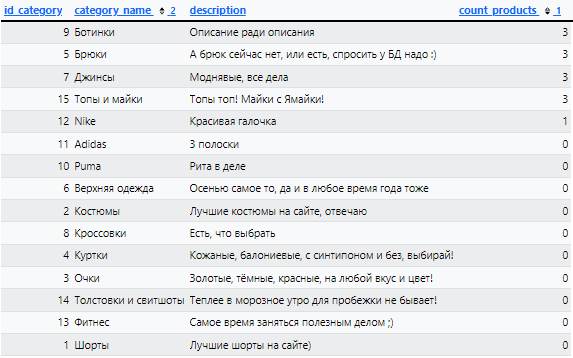 id_category category_name 2 description count_products 1
9 Ботинки Описание ради описания 3
5 Брюки А брюк сейчас нет, или есть, спросить у БД надо :) 3
7 Джинсы Моднявые, все дела 3
15 Топы и майки Топы топ! Майки с Ямайки! 3
12 Nike Красивая галочка 1
11 Adidas 3 полоски 0
10 Puma Рита в деле 0
6 Верхняя одежда Осенью самое то, да и в любое время года тоже 0
2 Костюмы Лучшие костюмы на сайте, отвечаю 0
8 Кроссовки Есть, что выбрать 0
4 Куртки Кожаные, балониевые, с синтипоном и без, выбирай! 0
3 Очки Золотые, тёмные, красные, на любой вкус и цвет! 0
14 Толстовки и свитшоты Теплее в морозное утро для пробежки не бывает! 0
13 Фитнес Самое время заняться полезным делом ;) 0
1 Шорты Лучшие шорты на сайте) 0